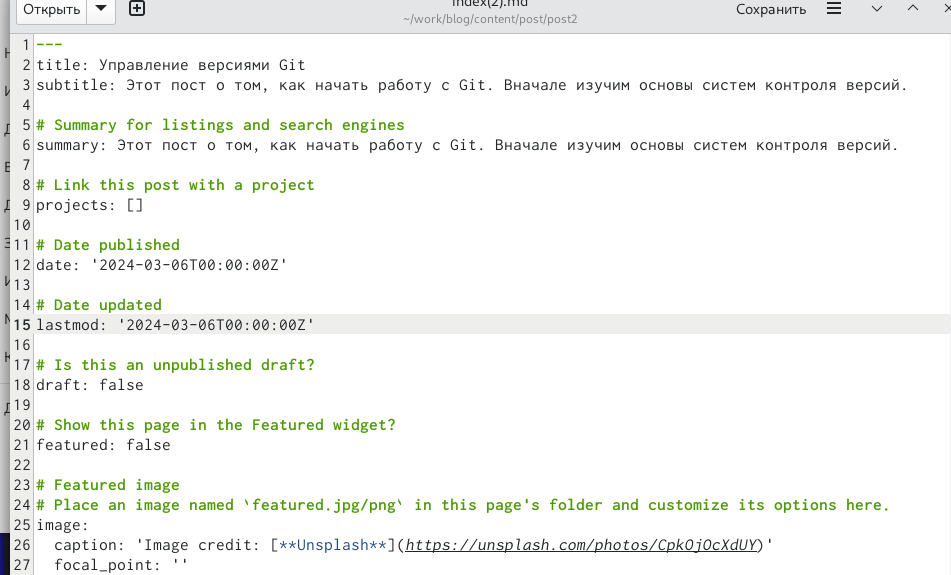 Открыть
index(2).md
~/work/blog/content/post/post2
Сохранить
1 ---
2 title: Управление версиями Git
3 subtitle: Этот пост о том, как начать работу с Git. Вначале изучим основы систем контроля версий.
4
5 # Summary for listings and search engines
6 summary: Этот пост о том, как начать работу с Git. Вначале изучим основы систем контроля версий.
7
8 # Link this post with a project
9 projects: []
10
11 # Date published
12 date: '2024-03-06T00:00:00Z'
13
14 # Date updated
15 lastmod: '2024-03-06T00:00:00Z'
16
17 # Is this an unpublished draft?
18 draft: false
19
20 # Show this page in the Featured widget?
21 featured: false
22
23 # Featured image
24 # Place an image named `featured.jpg/png` in this page's folder and customize its options here.
25 image:
26   caption: 'Image credit: [**Unsplash**](https://unsplash.com/photos/CpkOjOcXdUY)'
27   focal_point: ''